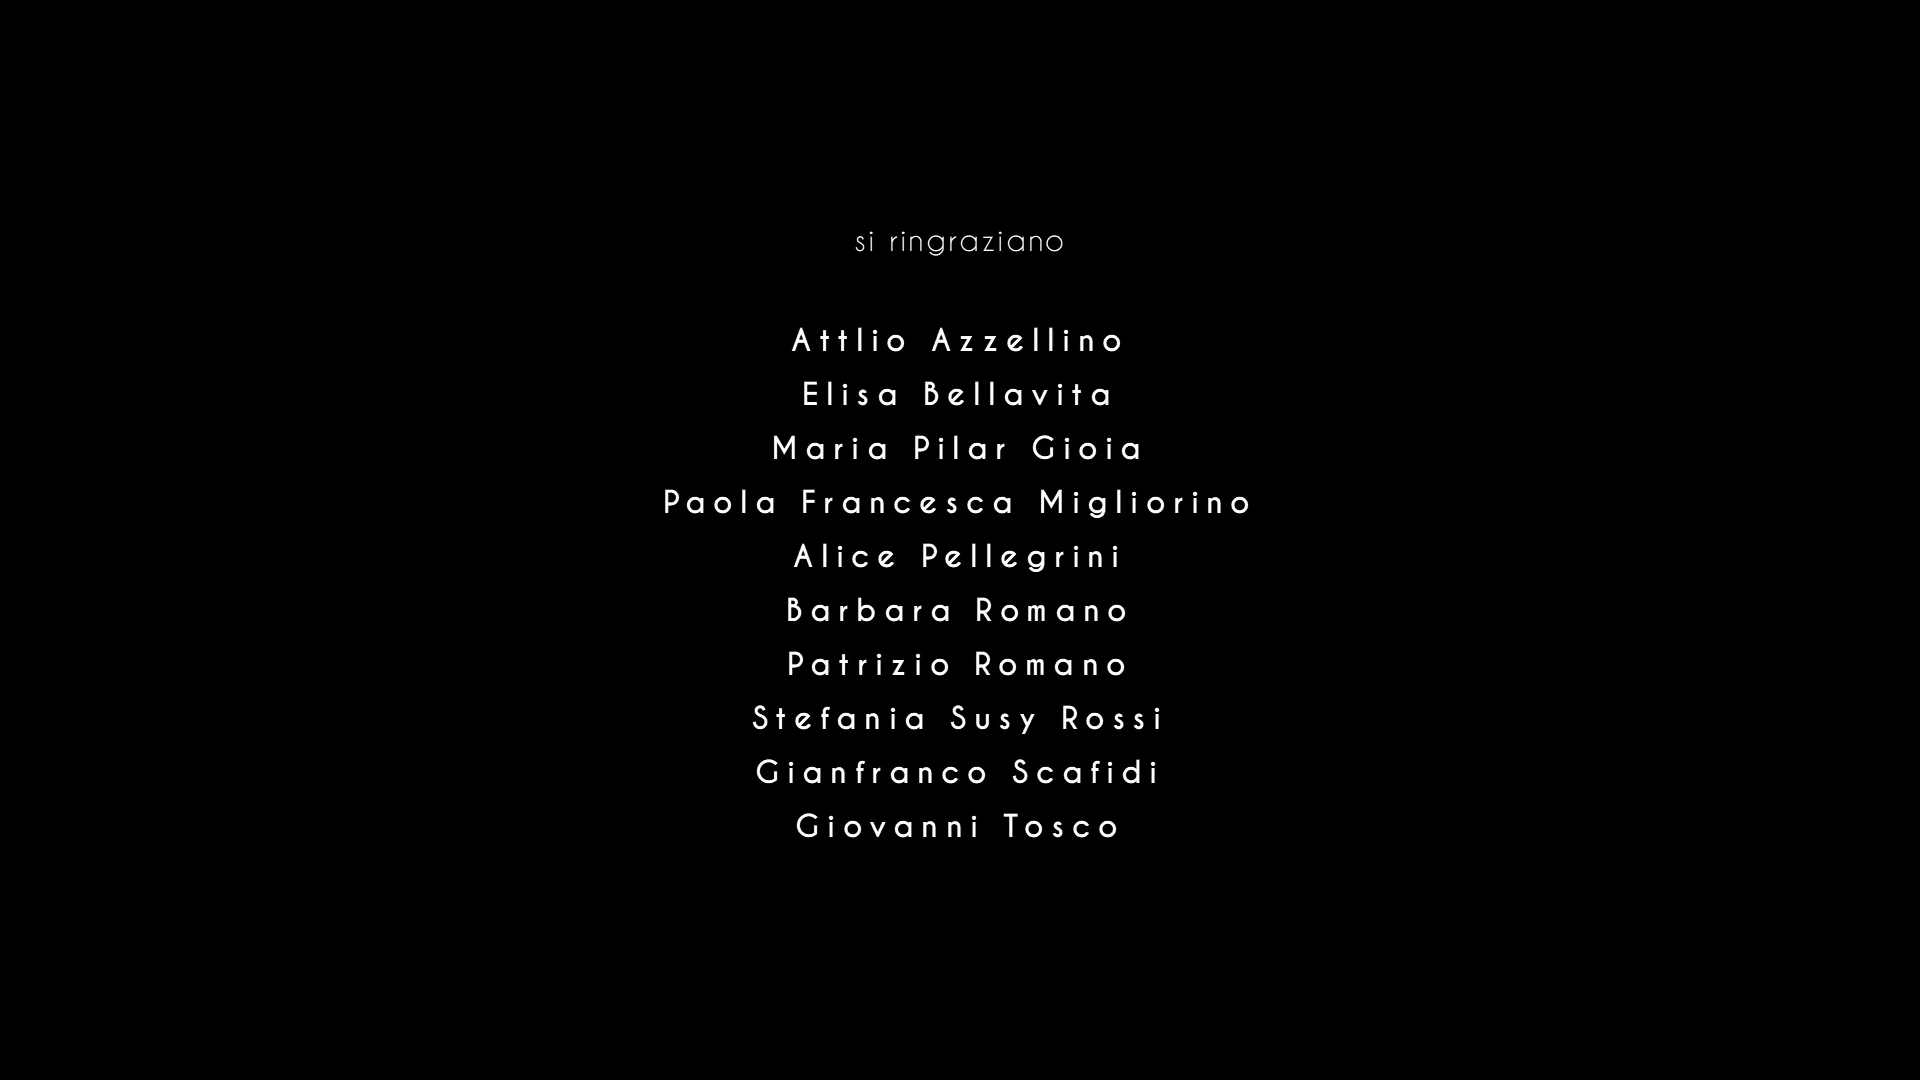 si ringraziano
Attlio Azzellino
Elisa Bellavita
Maria Pilar Gioia
Paola Francesca Migliorino
Alice Pellegrini
Barbara Romano
Patrizio Romano
Stefania Susy Rossi
Gianfranco Scafidi
Giovanni Tosco